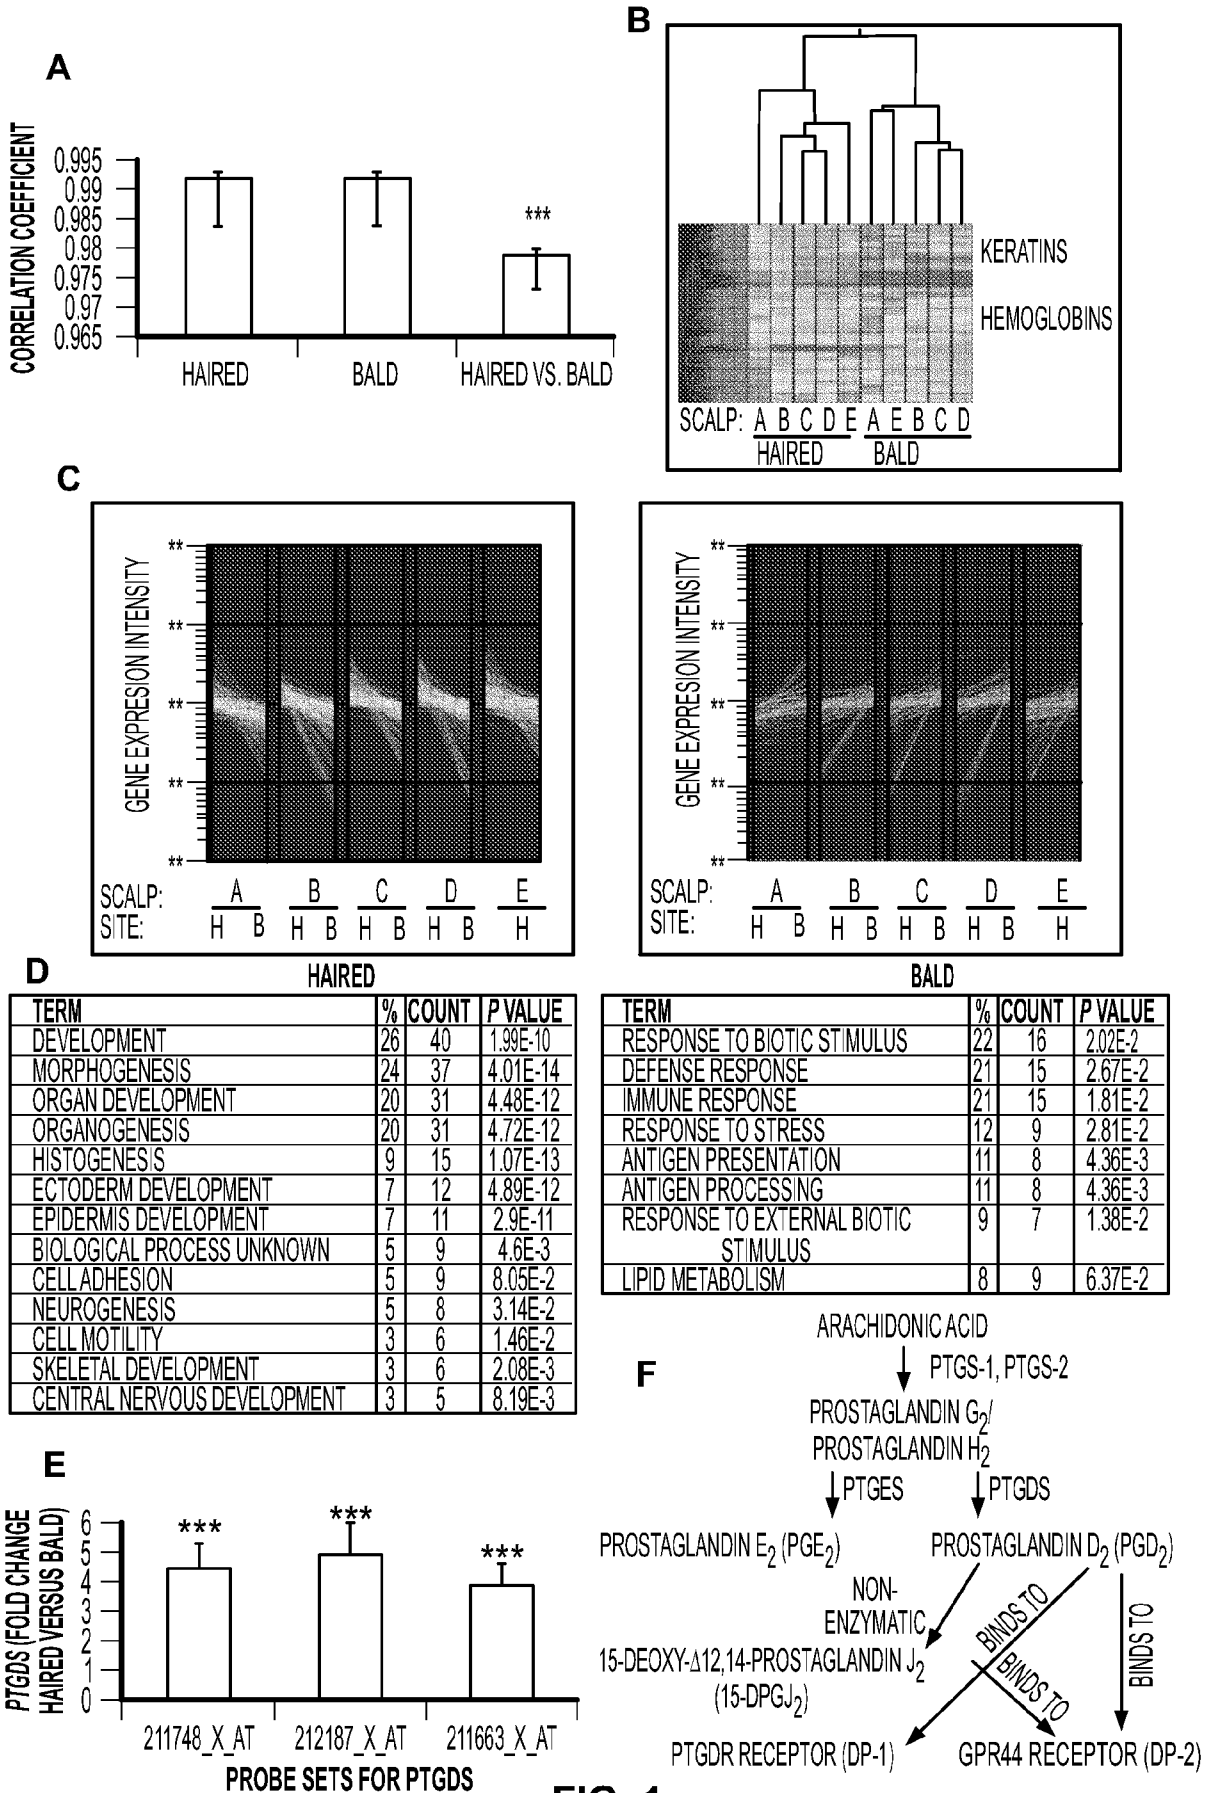 A
CORRELATION COEFFICIENT
0.995
0.99
0.985
0.98
0.975
0.97
0.965
***
HAIRED
BALD
HAIRED VS. BALD
B
KERATINS
HEMOGLOBINS
SCALP: A B C D E A E B C D
HAIRED BALD
C
GENE EXPRESION INTENSITY
**
**
**
**
**
SCALP: A B C D E
SITE: H B H B H B H B H
HAIRED
GENE EXPRESION INTENSITY
**
**
**
**
**
SCALP: A B C D E
SITE: H B H B H B H B H
BALD
D
TERM % COUNT P VALUE
DEVELOPMENT 26 40 1.99E-10
MORPHOGENESIS 24 37 4.01E-14
ORGAN DEVELOPMENT 20 31 4.48E-12
ORGANOGENESIS 20 31 4.72E-12
HISTOGENESIS 9 15 1.07E-13
ECTODERM DEVELOPMENT 7 12 4.89E-12
EPIDERMIS DEVELOPMENT 7 11 2.9E-11
BIOLOGICAL PROCESS UNKNOWN 5 9 4.6E-3
CELL ADHESION 5 9 8.05E-2
NEUROGENESIS 5 8 3.14E-2
CELL MOTILITY 3 6 1.46E-2
SKELETAL DEVELOPMENT 3 6 2.08E-3
CENTRAL NERVOUS DEVELOPMENT 3 5 8.19E-3
TERM % COUNT P VALUE
RESPONSE TO BIOTIC STIMULUS 22 16 2.02E-2
DEFENSE RESPONSE 21 15 2.67E-2
IMMUNE RESPONSE 21 15 1.81E-2
RESPONSE TO STRESS 12 9 2.81E-2
ANTIGEN PRESENTATION 11 8 4.36E-3
ANTIGEN PROCESSING 11 8 4.36E-3
RESPONSE TO EXTERNAL BIOTIC 9 7 1.38E-2
STIMULUS
LIPID METABOLISM 8 9 6.37E-2
E
PTGDS (FOLD CHANGE
HAIRED VERSUS BALD)
6
5
4
3
2
1
0
***
***
***
211748_X_AT
212187_X_AT
211663_X_AT
PROBE SETS FOR PTGDS
F
ARACHIDONIC ACID
PTGS-1, PTGS-2
PROSTAGLANDIN G2/
PROSTAGLANDIN H2
PTGES
PTGDS
PROSTAGLANDIN E2 (PGE2)
PROSTAGLANDIN D2 (PGD2)
NON-
ENZYMATIC
BINDS TO
BINDS TO
15-DEOXY-Δ12,14-PROSTAGLANDIN J2
(15-DPGJ2)
BINDS TO
PTGDR RECEPTOR (DP-1)
GPR44 RECEPTOR (DP-2)
FIG. 1